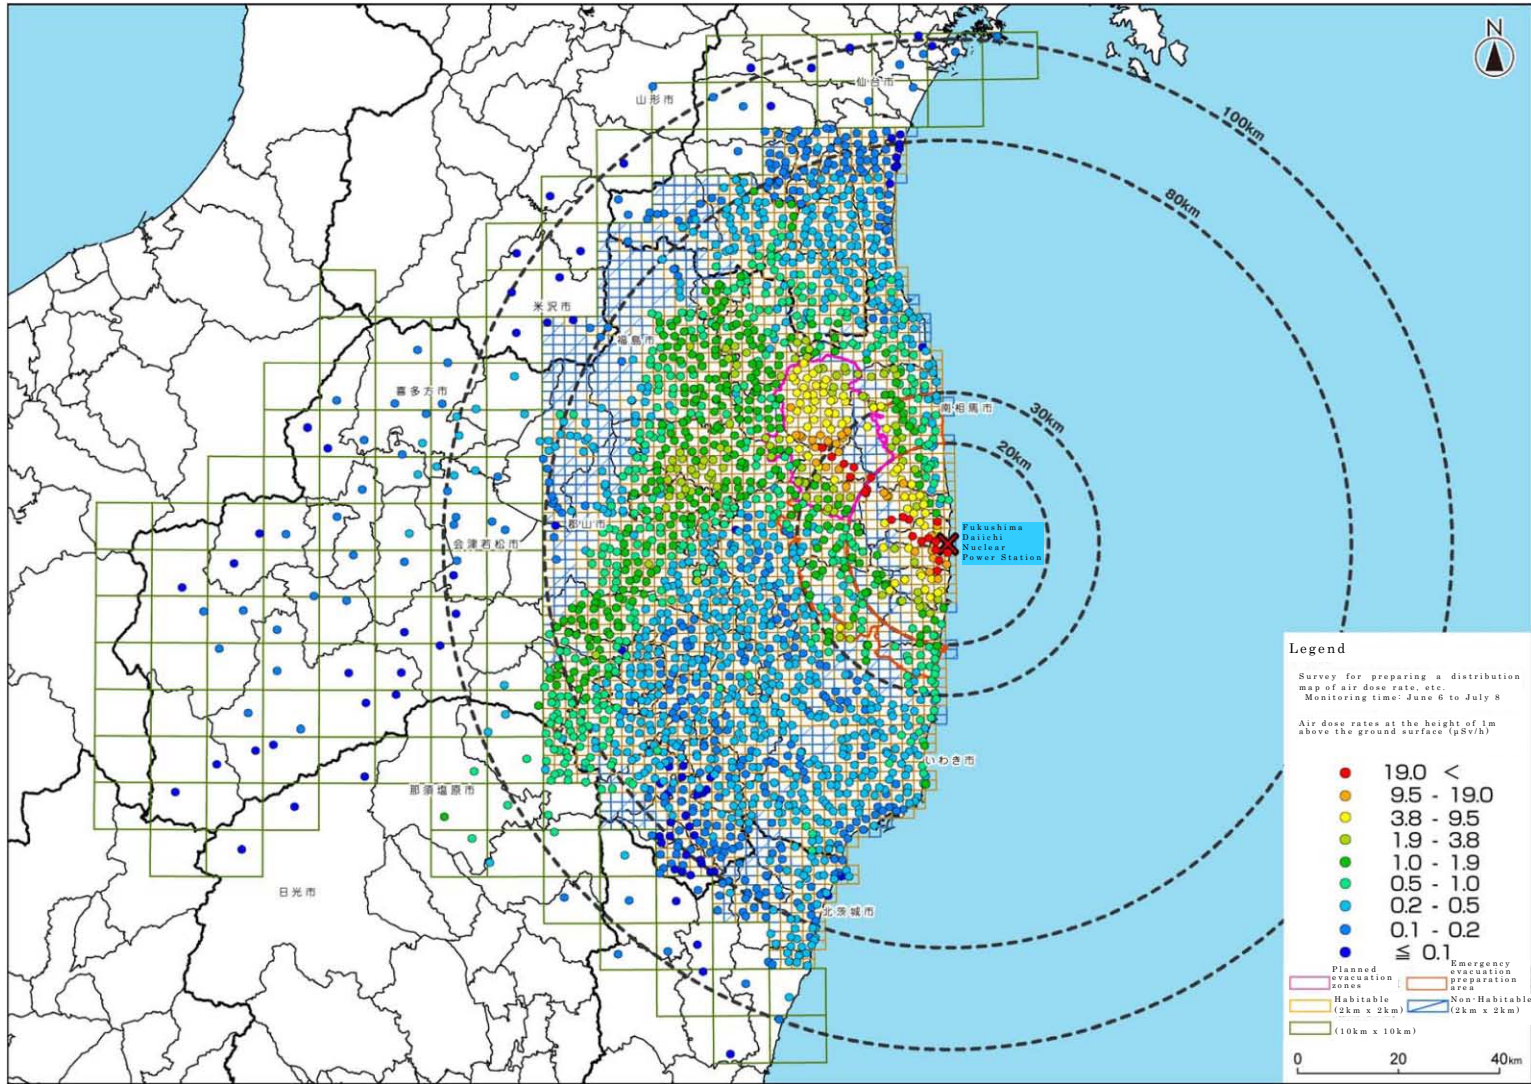 N
100km
80km
仙台市
山形市
米沢市
福島市
喜多方市
南相馬市
30km
20km
郡山市
会津若松市
Fukushima
Daiichi
Nuclear
Power Station
いわき市
那須塩原市
日光市
北茨城市
Legend
Survey for preparing a distribution
map of air dose rate, etc.
Monitoring time: June 6 to July 8
Air dose rates at the height of 1m
above the ground surface (μSv/h)
19.0 <
9.5 - 19.0
3.8 - 9.5
1.9 - 3.8
1.0 - 1.9
0.5 - 1.0
0.2 - 0.5
0.1 - 0.2
≦ 0.1
Planned
evacuation
zones
Emergency
evacuation
preparation
area
Habitable
(2km x 2km)
Non-Habitable
(2km x 2km)
(10km x 10km)
0 20 40km